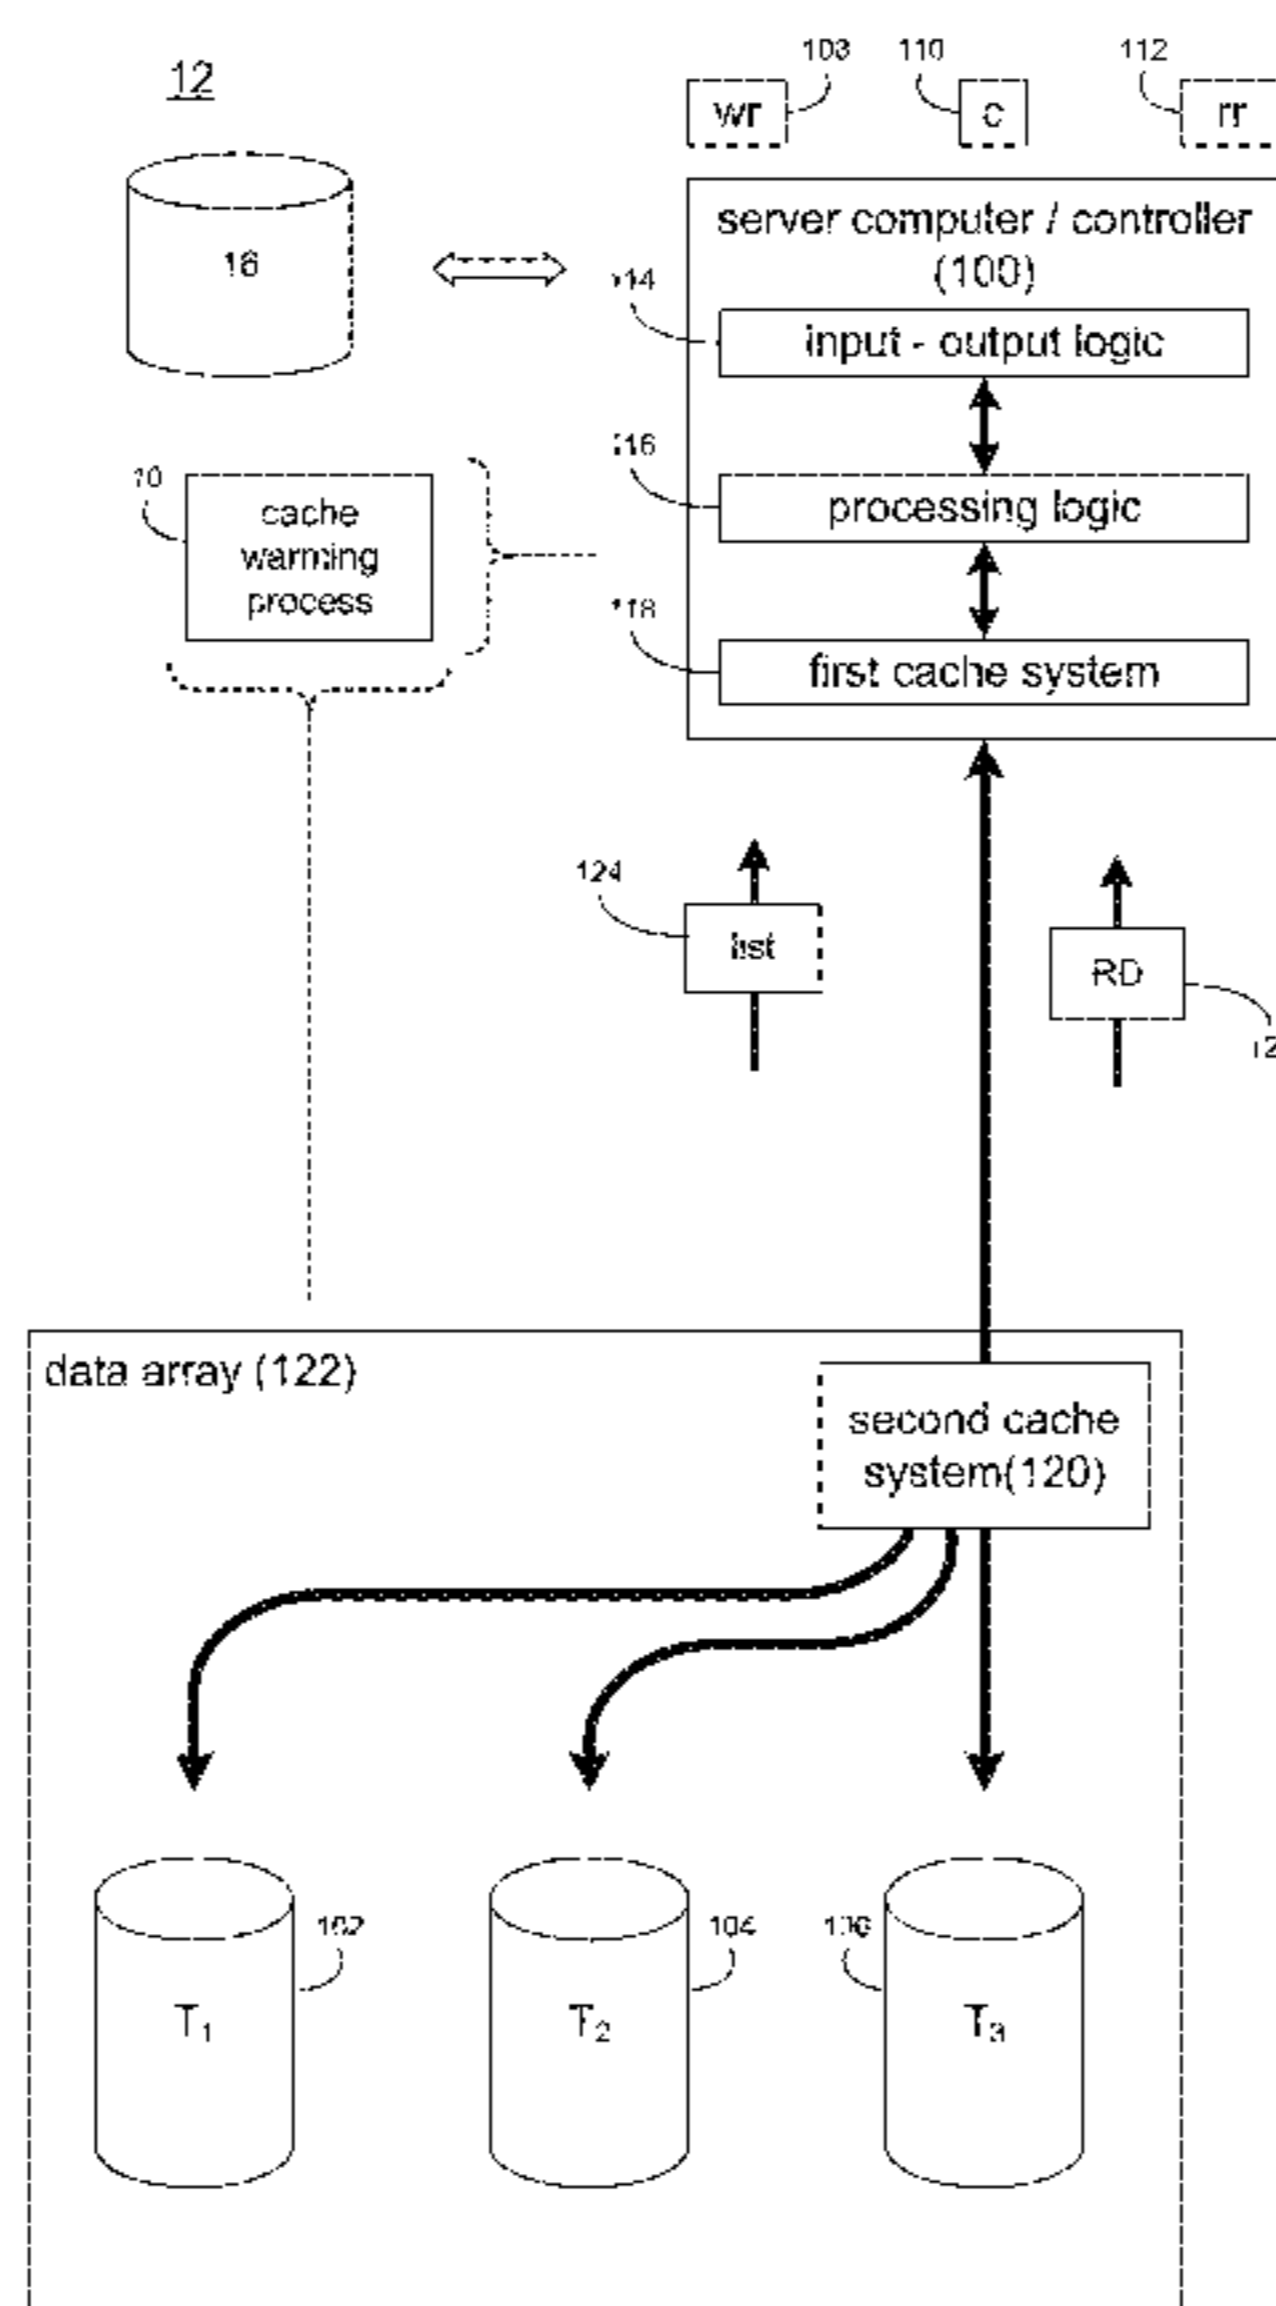 12
108
110
112
wr
c
rr
server computer / controller
(100)
16
114
input - output logic
116
processing logic
10
cache
warming
process
118
first cache system
124
list
RD
data array (122)
second cache
system(120)
102
104
106
T1
T2
T3